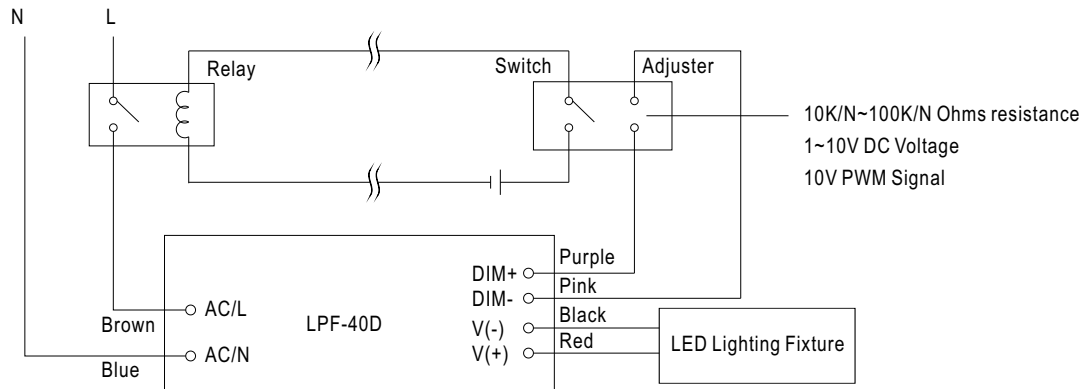 N
L
Relay
Switch
Adjuster
10K/N~100K/N Ohms resistance
1~10V DC Voltage
10V PWM Signal
Purple
DIM+
Pink
DIM-
Black
V(-)
Red
V(+)
LPF-40D
AC/L
Brown
AC/N
Blue
LED Lighting Fixture